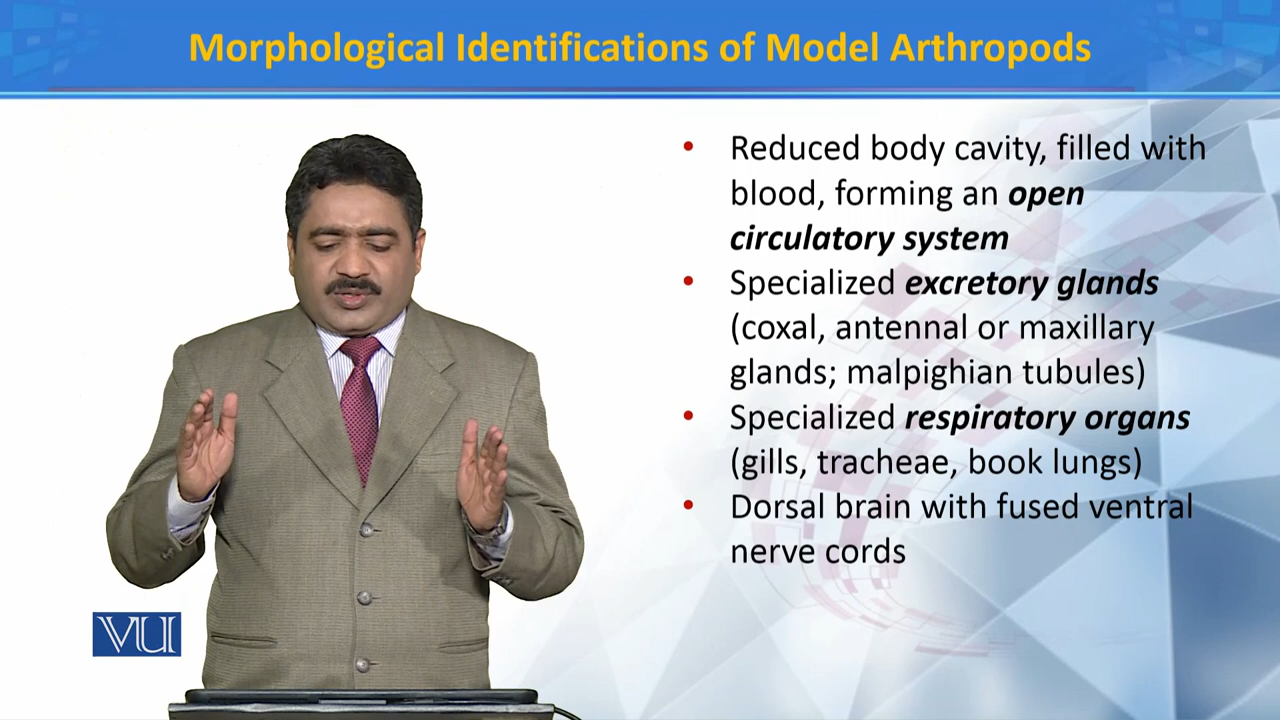 Morphological Identifications of Model Arthropods
• Reduced body cavity, filled with
blood, forming an open
circulatory system
• Specialized excretory glands
(coxal, antennal or maxillary
glands; malpighian tubules)
• Specialized respiratory organs
(gills, tracheae, book lungs)
• Dorsal brain with fused ventral
nerve cords
VU